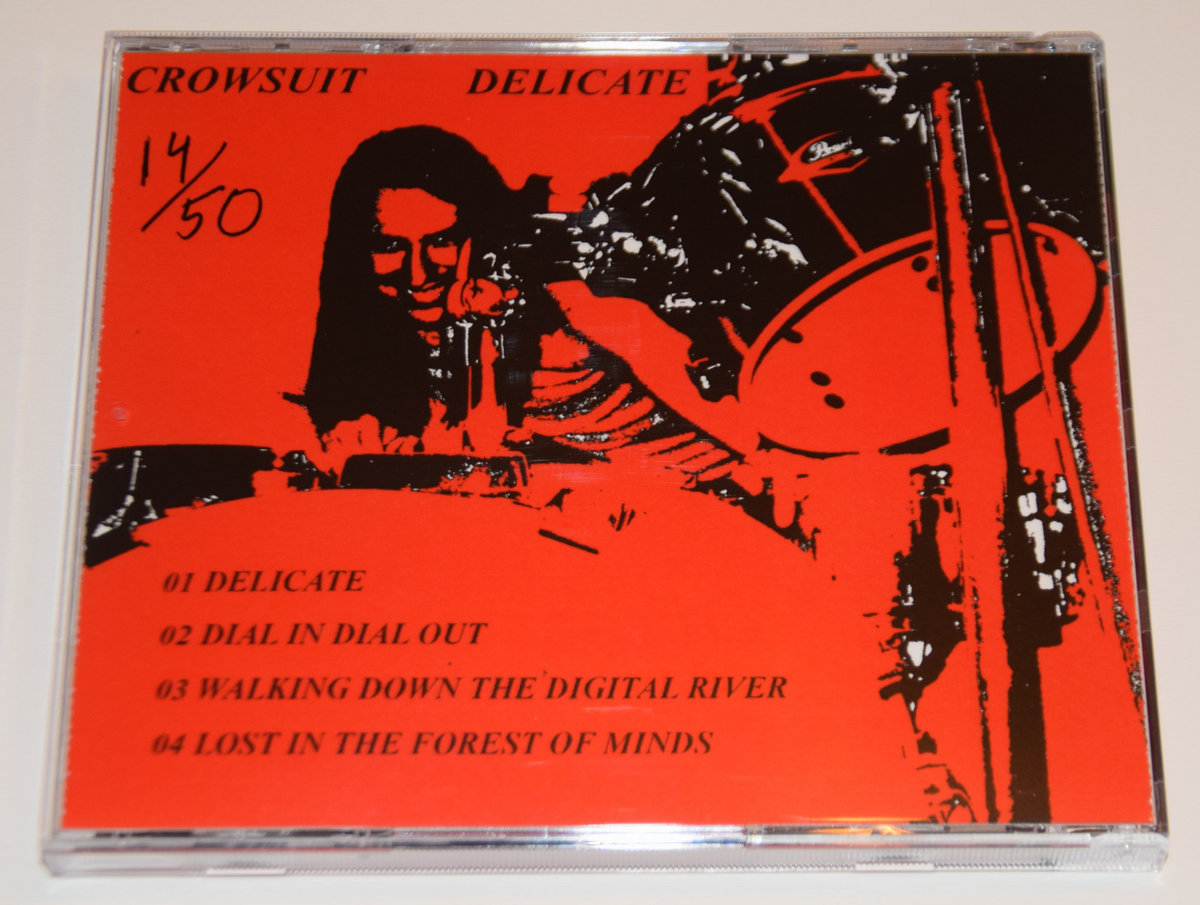 CROWSUIT DELICATE
14/50
01 DELICATE
02 DIAL IN DIAL OUT
03 WALKING DOWN THE DIGITAL RIVER
04 LOST IN THE FOREST OF MINDS